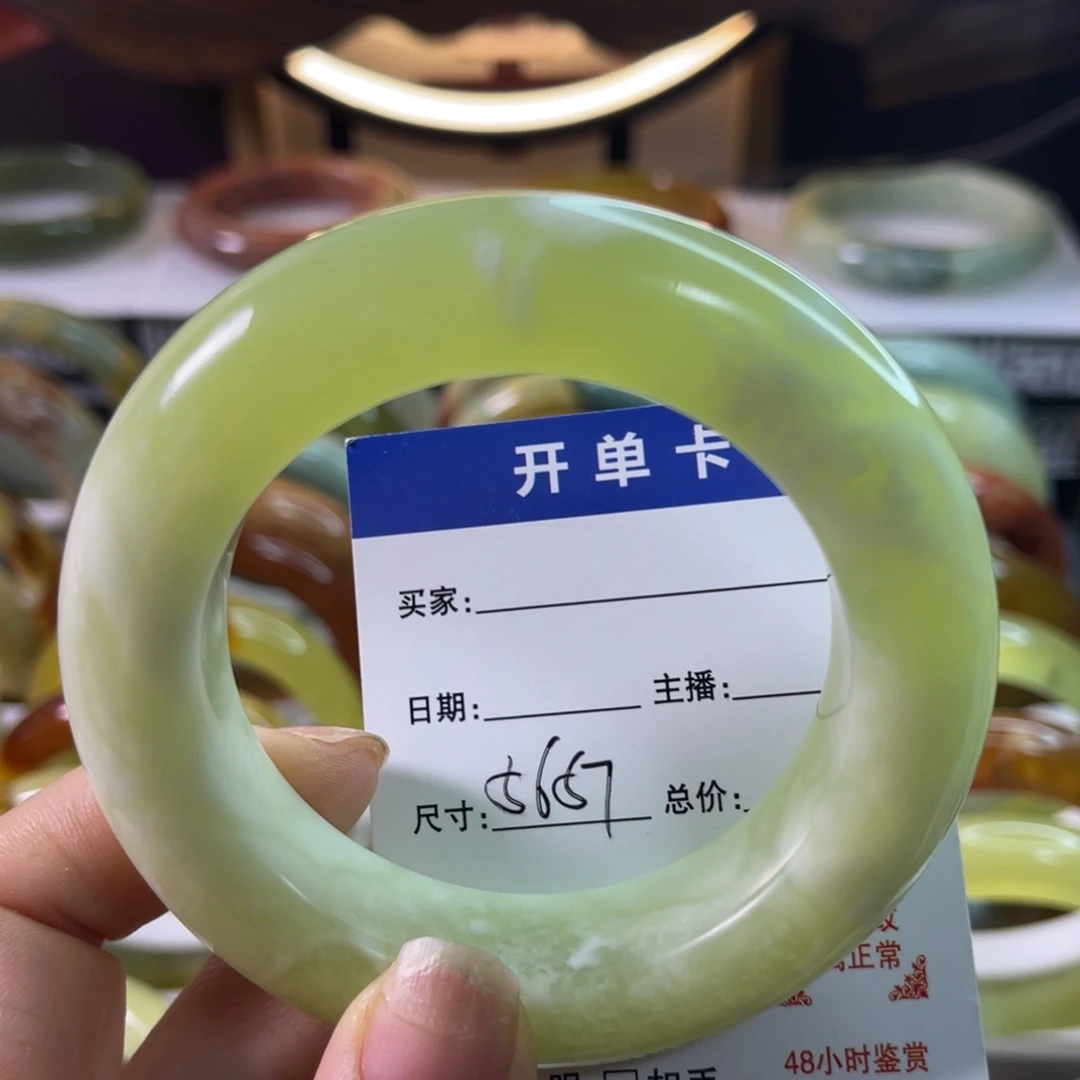 开单卡
买家:
日期: 主播:
尺寸: 5657 总价:
正常
48小时鉴赏